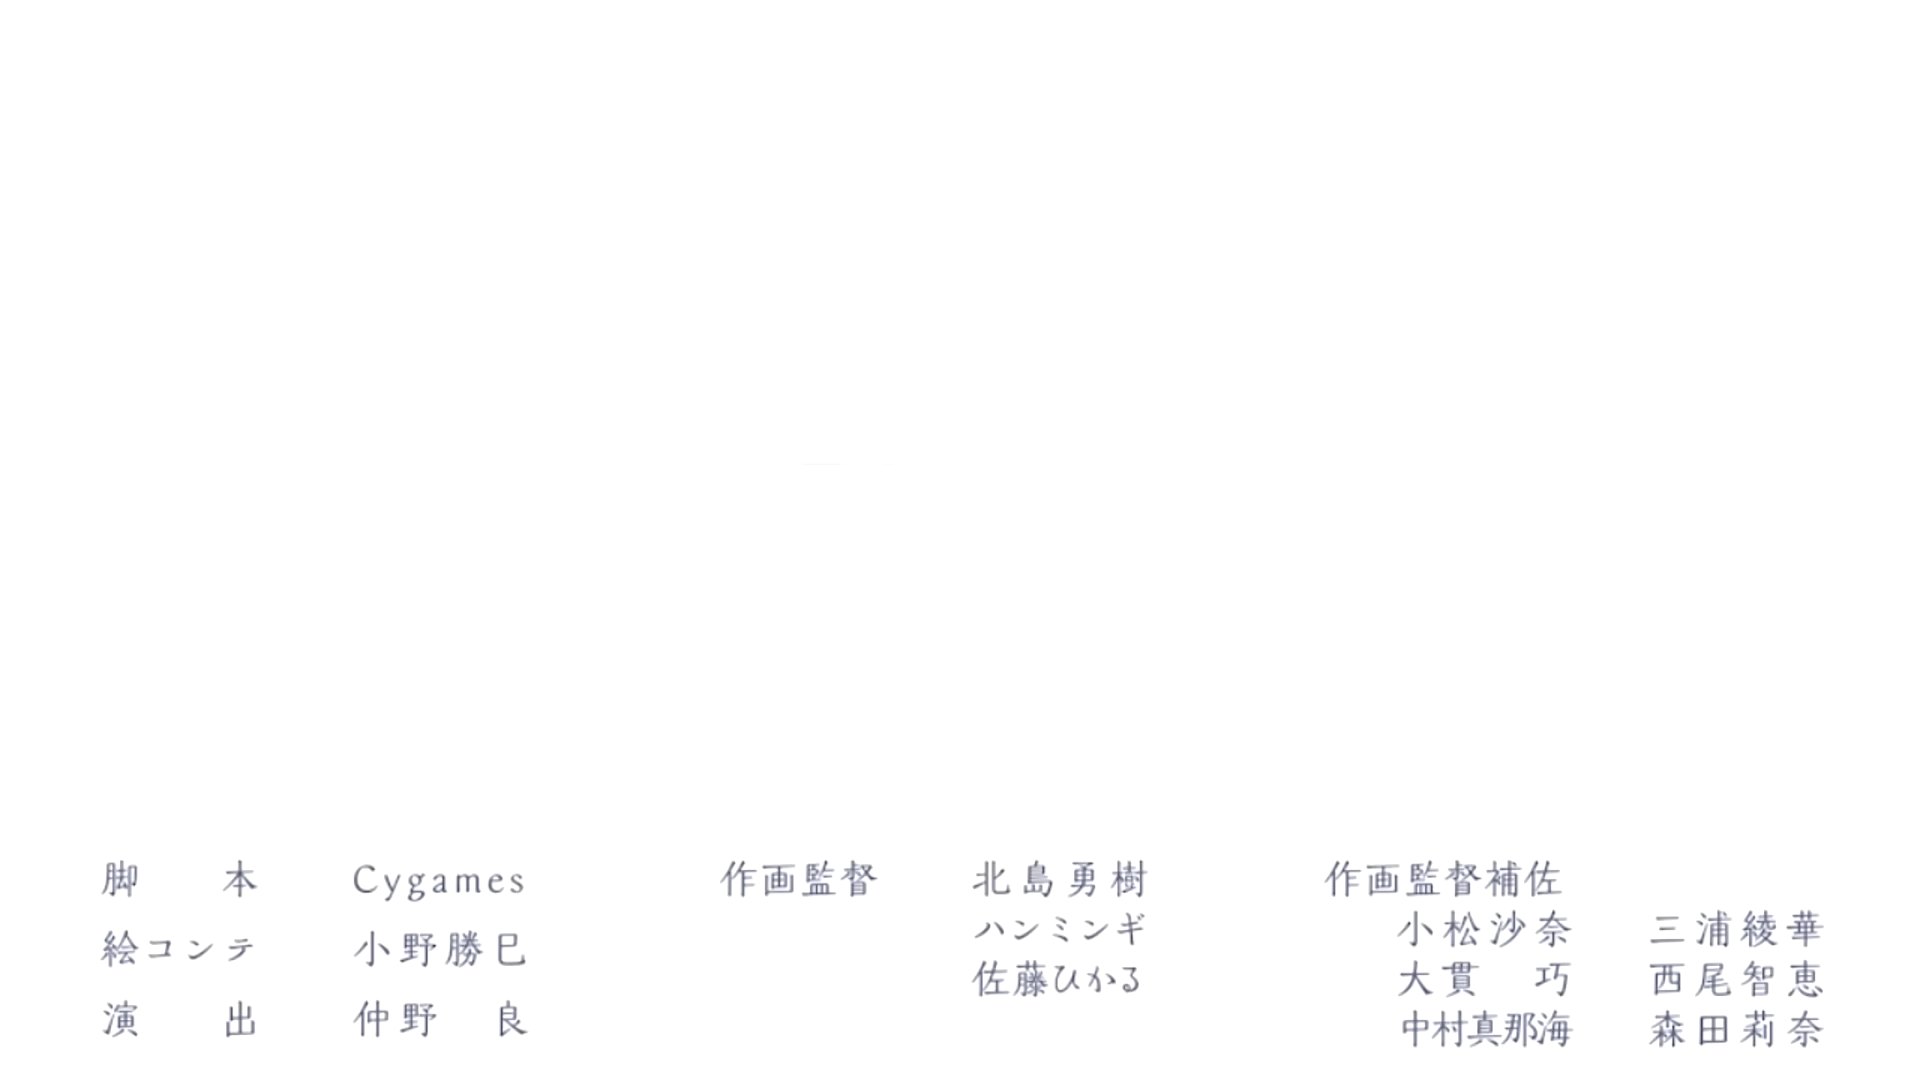 脚本 Cygames
絵コンテ 小野勝巳
演出 仲野良
作画監督 北島勇樹
ハンミンギ
佐藤ひかる
作画監督補佐
小松沙奈 三浦綾華
大貫巧 西尾智恵
中村真那海 森田莉奈